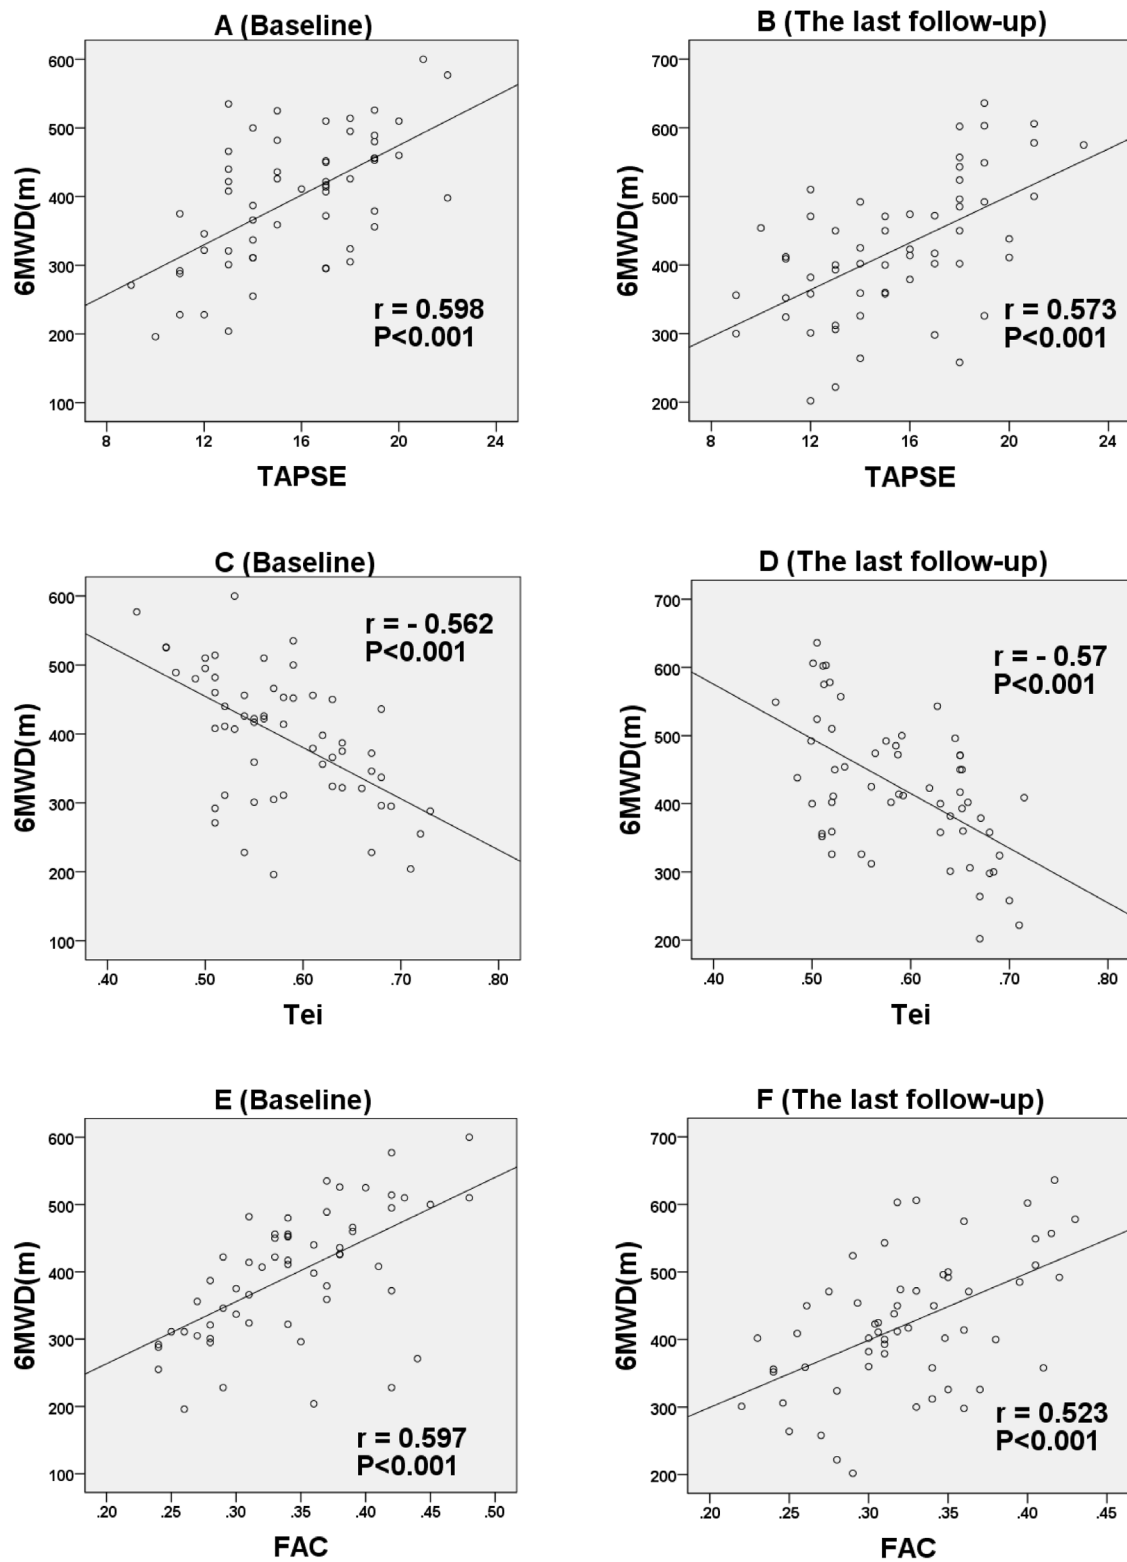 A (Baseline)
600
500
400
300
200
100
6MWD(m)
r = 0.598
P<0.001
8 12 16 20 24
TAPSE
B (The last follow-up)
700
600
500
400
300
200
6MWD(m)
r = 0.573
P<0.001
8 12 16 20 24
TAPSE
C (Baseline)
600
500
400
300
200
100
6MWD(m)
r = - 0.562
P<0.001
.40 .50 .60 .70 .80
Tei
D (The last follow-up)
700
600
500
400
300
200
6MWD(m)
r = - 0.57
P<0.001
.40 .50 .60 .70 .80
Tei
E (Baseline)
600
500
400
300
200
100
6MWD(m)
r = 0.597
P<0.001
.20 .25 .30 .35 .40 .45 .50
FAC
F (The last follow-up)
700
600
500
400
300
200
6MWD(m)
r = 0.523
P<0.001
.20 .25 .30 .35 .40 .45
FAC